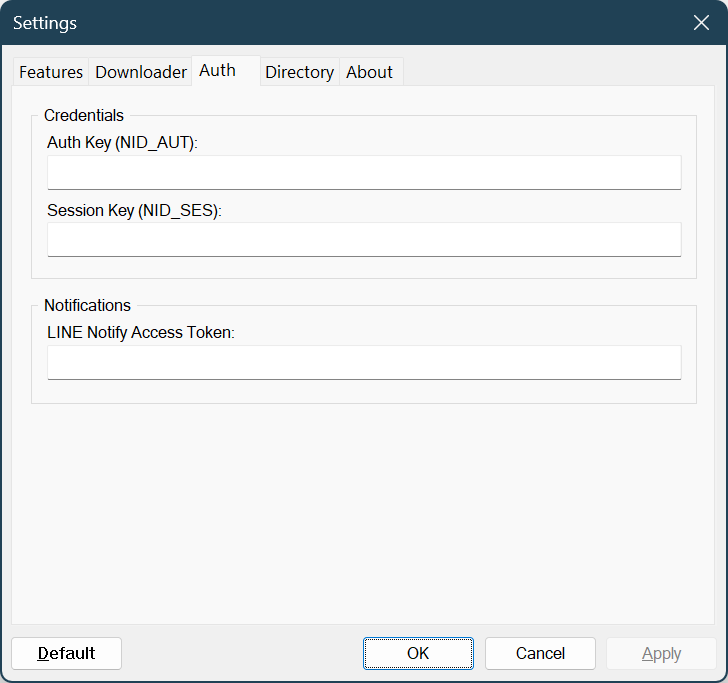 Settings
Features Downloader Auth Directory About
Credentials
Auth Key (NID_AUT):
Session Key (NID_SES):
Notifications
LINE Notify Access Token:
Default OK Cancel Apply